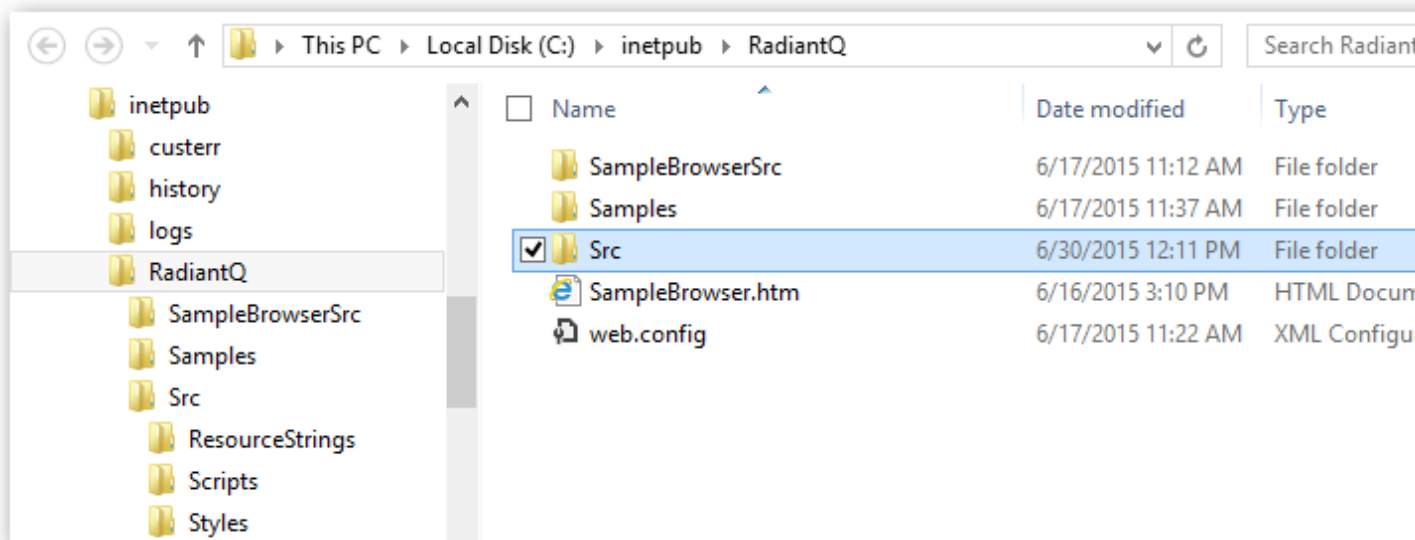 This PC Local Disk (C:) inetpub RadiantQ Search Radiant
inetpub
custerr
history
logs
RadiantQ
SampleBrowserSrc
Samples
Src
ResourceStrings
Scripts
Styles
Name Date modified Type
SampleBrowserSrc 6/17/2015 11:12 AM File folder
Samples 6/17/2015 11:37 AM File folder
Src 6/30/2015 12:11 PM File folder
SampleBrowser.htm 6/16/2015 3:10 PM HTML Docum
web.config 6/17/2015 11:22 AM XML Configu